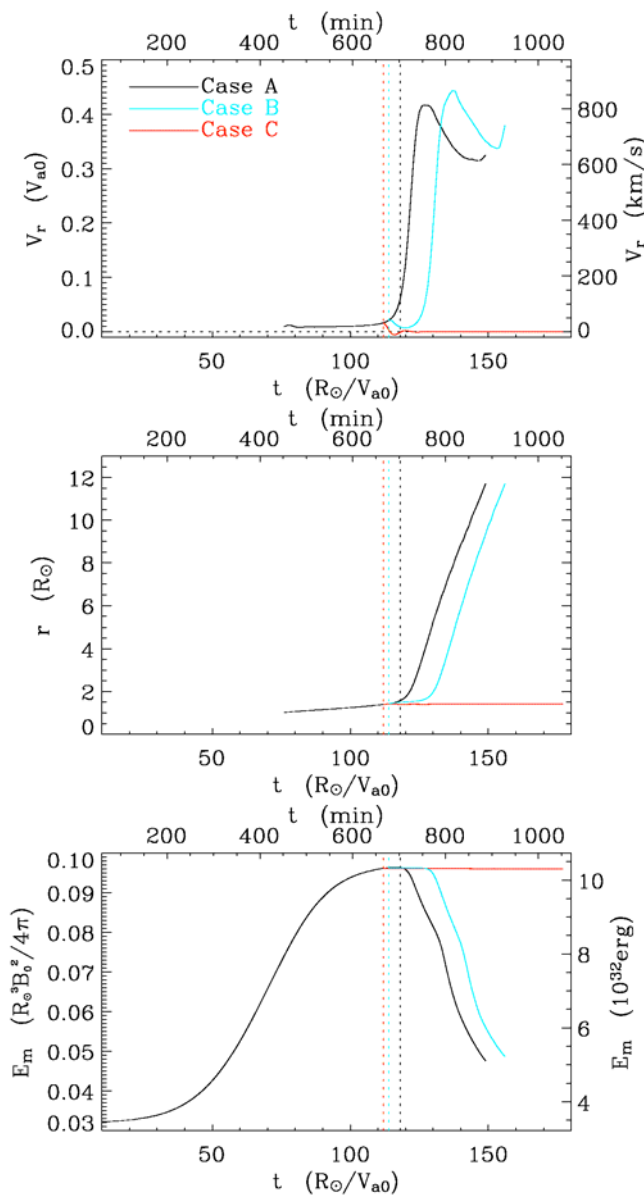 t (min)
200 400 600 800 1000
0.5
0.4
0.3
0.2
0.1
0.0
V_r (V_a0)
Case A
Case B
Case C
800
600
400
200
0
V_r (km/s)
50 100 150
t (R_⊙/V_a0)
t (min)
200 400 600 800 1000
12
10
8
6
4
2
0
r (R_⊙)
50 100 150
t (R_⊙/V_a0)
t (min)
200 400 600 800 1000
0.10
0.09
0.08
0.07
0.06
0.05
0.04
0.03
E_m (R_⊙^3B_0^2/4π)
10
8
6
4
E_m (10^32erg)
50 100 150
t (R_⊙/V_a0)